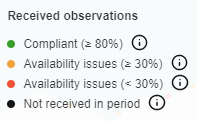 Received observations
Compliant (≥ 80%) i
Availability issues (≥ 30%) i
Availability issues (< 30%) i
Not received in period i